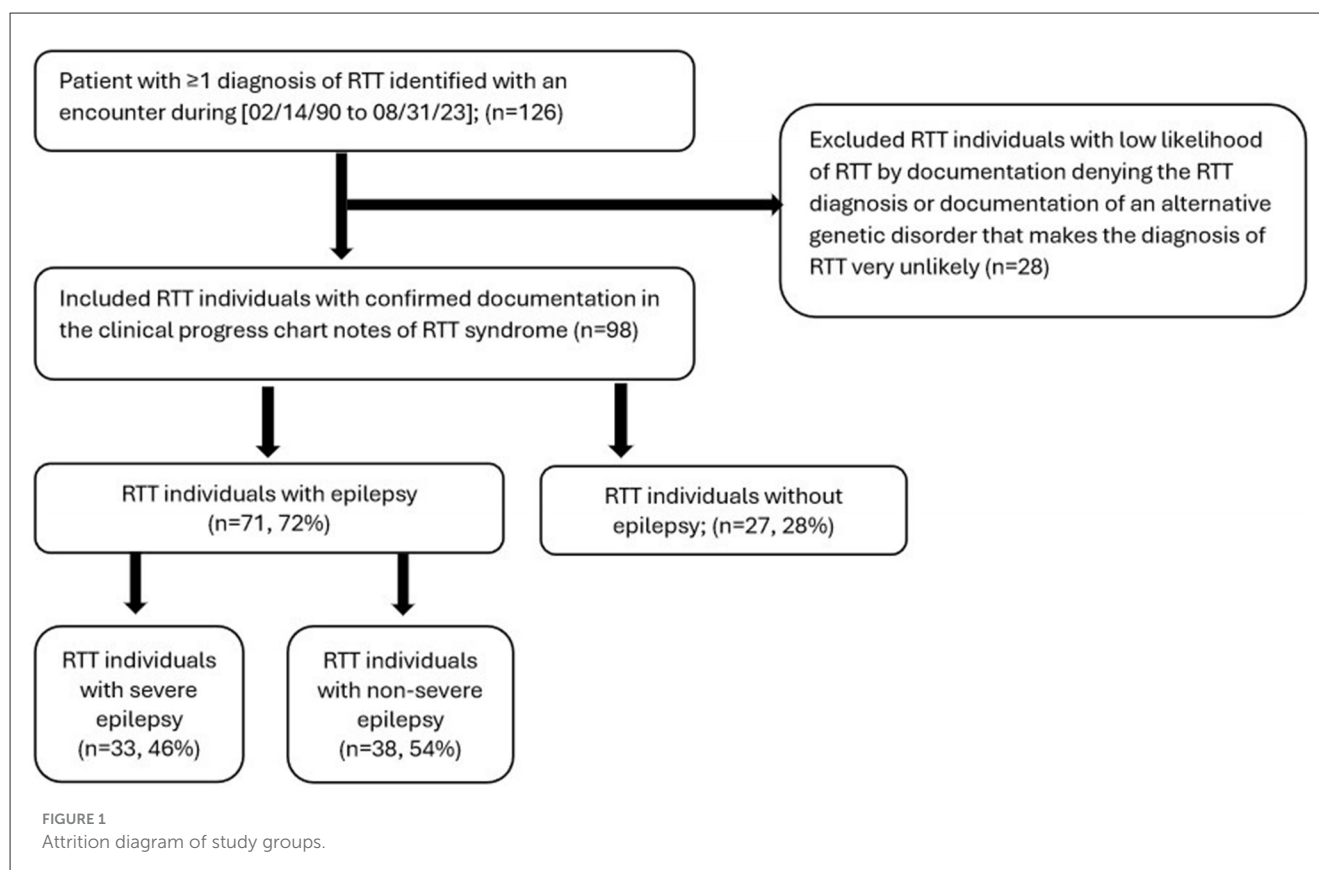 Patient with ≥1 diagnosis of RTT identified with an
encounter during [02/14/90 to 08/31/23]; (n=126)
Excluded RTT individuals with low likelihood
of RTT by documentation denying the RTT
diagnosis or documentation of an alternative
genetic disorder that makes the diagnosis of
RTT very unlikely (n=28)
Included RTT individuals with confirmed documentation in
the clinical progress chart notes of RTT syndrome (n=98)
RTT individuals with epilepsy
(n=71, 72%)
RTT individuals without
epilepsy; (n=27, 28%)
RTT individuals
with severe
epilepsy
(n=33, 46%)
RTT individuals
with non-severe
epilepsy
(n=38, 54%)
FIGURE 1
Attrition diagram of study groups.